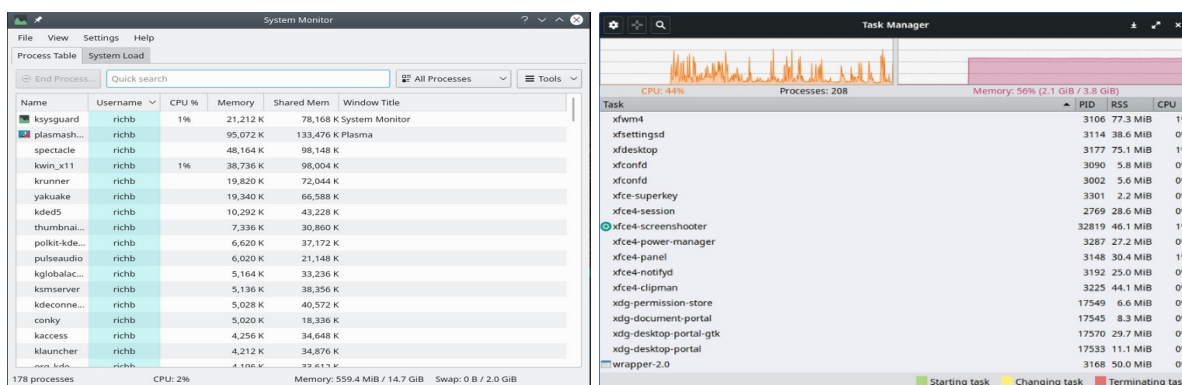 System Monitor
File View Settings Help
Process Table System Load
End Process... Quick search All Processes Tools
Name Username CPU % Memory Shared Mem Window Title
ksysguard richb 1% 21,212 K 78,168 K System Monitor
plasmash... richb 95,072 K 133,476 K Plasma
spectacle richb 48,164 K 98,148 K
kwin_x11 richb 1% 38,736 K 98,004 K
krunner richb 19,820 K 72,044 K
yakuake richb 19,340 K 66,588 K
kded5 richb 10,292 K 43,228 K
thumbnai... richb 7,336 K 30,860 K
polkit-kde... richb 6,620 K 37,172 K
pulseaudio richb 6,020 K 21,148 K
kglobalac... richb 5,164 K 33,236 K
ksmserver richb 5,136 K 38,356 K
kdeconne... richb 5,028 K 40,572 K
conky richb 5,020 K 18,336 K
kaccess richb 4,256 K 34,648 K
klauncher richb 4,212 K 34,876 K
178 processes CPU: 2% Memory: 559.4 MiB / 14.7 GiB Swap: 0 B / 2.0 GiB
Task Manager
CPU: 44% Processes: 208 Memory: 56% (2.1 GiB / 3.8 GiB)
Task PID RSS CPU
xfwm4 3106 77.3 MiB
xfsettingsd 3114 38.6 MiB
xfdesktop 3177 75.1 MiB
xfconfd 3090 5.8 MiB
xfconfd 3002 5.6 MiB
xfce-superkey 3301 2.2 MiB
xfce4-session 2769 28.6 MiB
xfce4-screenshooter 32819 46.1 MiB
xfce4-power-manager 3287 27.2 MiB
xfce4-panel 3148 30.4 MiB
xfce4-notifyd 3192 25.0 MiB
xfce4-clipman 3225 44.1 MiB
xdg-permission-store 17549 6.6 MiB
xdg-document-portal 17545 8.3 MiB
xdg-desktop-portal-gtk 17570 29.7 MiB
xdg-desktop-portal 17533 11.1 MiB
wrapper-2.0 3168 50.0 MiB
Starting task Changing task Terminating tas